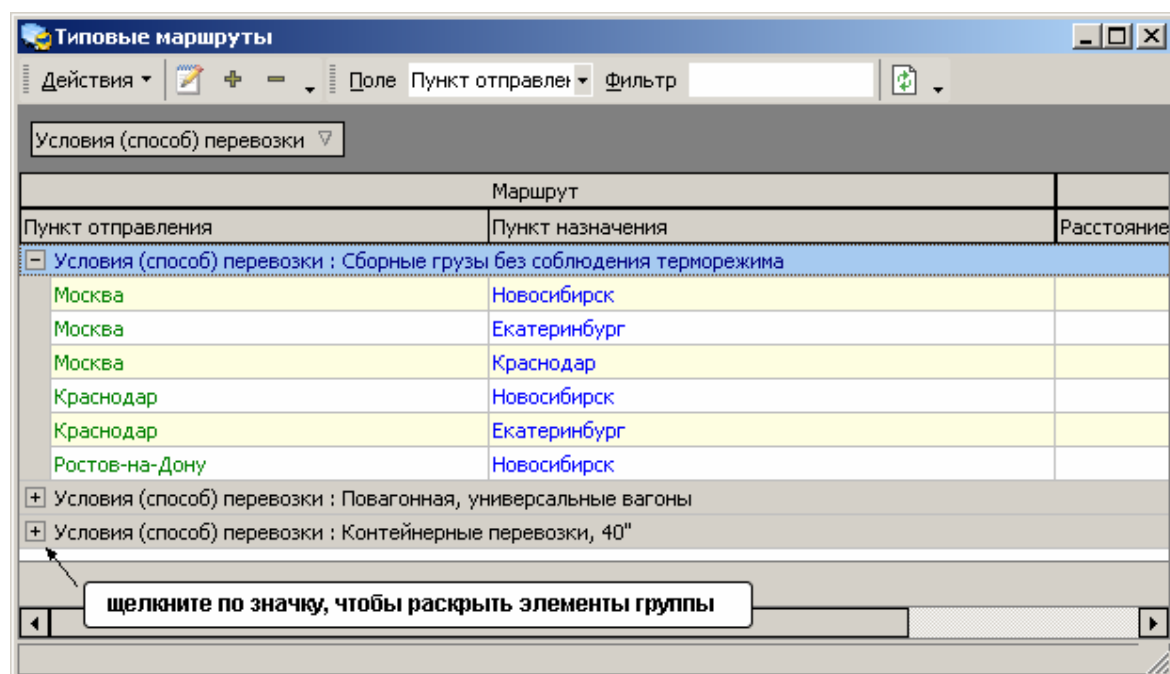 Типовые маршруты
Действия Поле Пункт отправлен Фильтр
Условия (способ) перевозки
Маршрут
Пункт отправления Пункт назначения Расстояние
Условия (способ) перевозки : Сборные грузы без соблюдения терморежима
Москва Новосибирск
Москва Екатеринбург
Москва Краснодар
Краснодар Новосибирск
Краснодар Екатеринбург
Ростов-на-Дону Новосибирск
Условия (способ) перевозки : Повагонная, универсальные вагоны
Условия (способ) перевозки : Контейнерные перевозки, 40"
щелкните по значку, чтобы раскрыть элементы группы